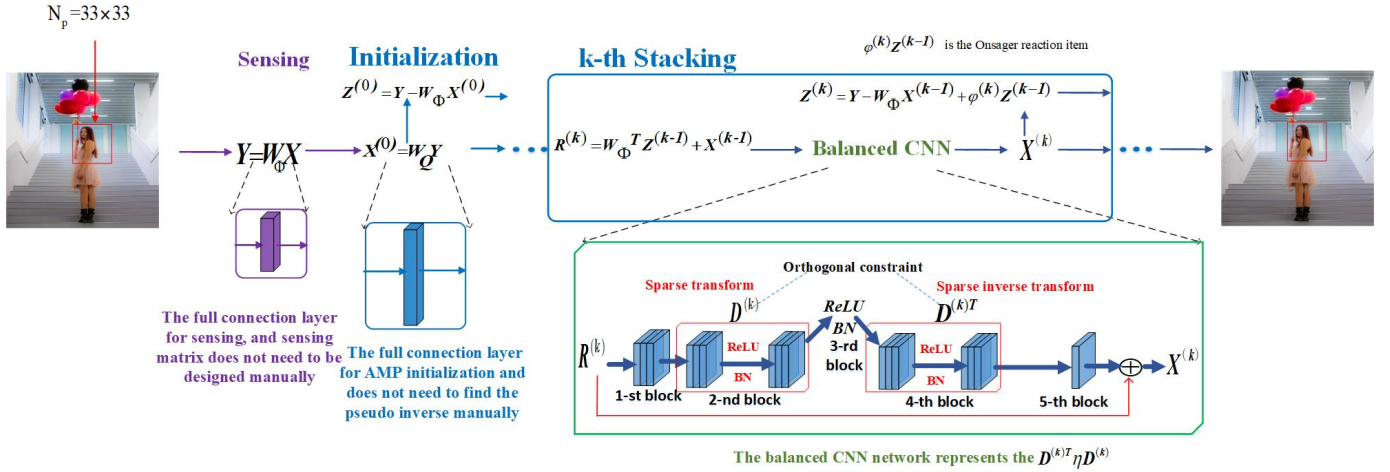 N_p =33×33
Sensing
Initialization
k-th Stacking
φ^(k) Z^(k−1) is the Onsager reaction item
Z^(0) =Y−W_Φ X^(0)
Z^(k) =Y−W_Φ X^(k−1) +φ^(k) Z^(k−1)
Y=W_Φ X
X^(0) =W_Q Y
R^(k) =W_Φ^T Z^(k-1) +X^(k-1)
Balanced CNN
X^(k)
The full connection layer
for sensing, and sensing
matrix does not need to be
designed manually
The full connection layer
for AMP initialization and
does not need to find the
pseudo inverse manually
Orthogonal constraint
Sparse transform
Sparse inverse transform
D^(k)
ReLU
BN
3-rd
block
D^(k)T
R^(k)
ReLU
BN
ReLU
BN
X^(k)
1-st block
2-nd block
4-th block
5-th block
The balanced CNN network represents the D^(k)T ηD^(k)